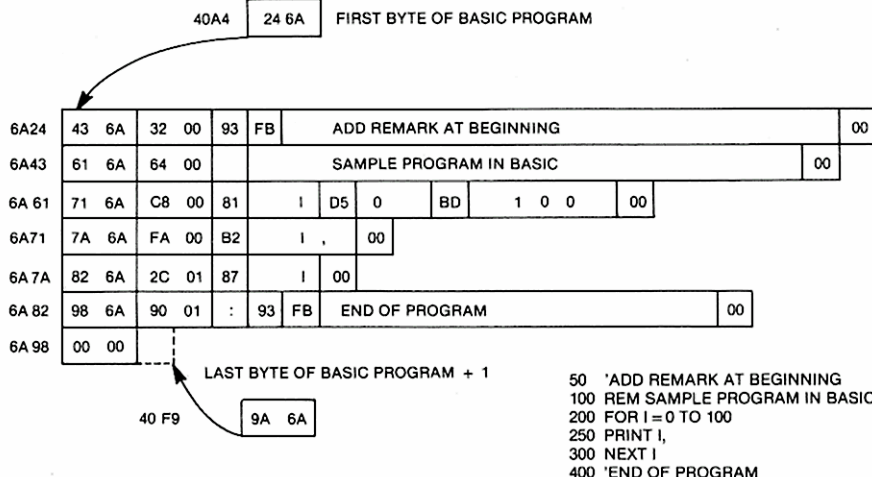 40A4 24 6A FIRST BYTE OF BASIC PROGRAM
6A24 43 6A 32 00 93 FB ADD REMARK AT BEGINNING 00
6A43 61 6A 64 00 SAMPLE PROGRAM IN BASIC 00
6A 61 71 6A C8 00 81 I D5 0 BD 1 0 0 00
6A71 7A 6A FA 00 B2 I , 00
6A 7A 82 6A 2C 01 87 I 00
6A 82 98 6A 90 01 : 93 FB END OF PROGRAM 00
6A 98 00 00
LAST BYTE OF BASIC PROGRAM + 1
40 F9 9A 6A
50 'ADD REMARK AT BEGINNING
100 REM SAMPLE PROGRAM IN BASIC
200 FOR I = 0 TO 100
250 PRINT I,
300 NEXT I
400 'END OF PROGRAM